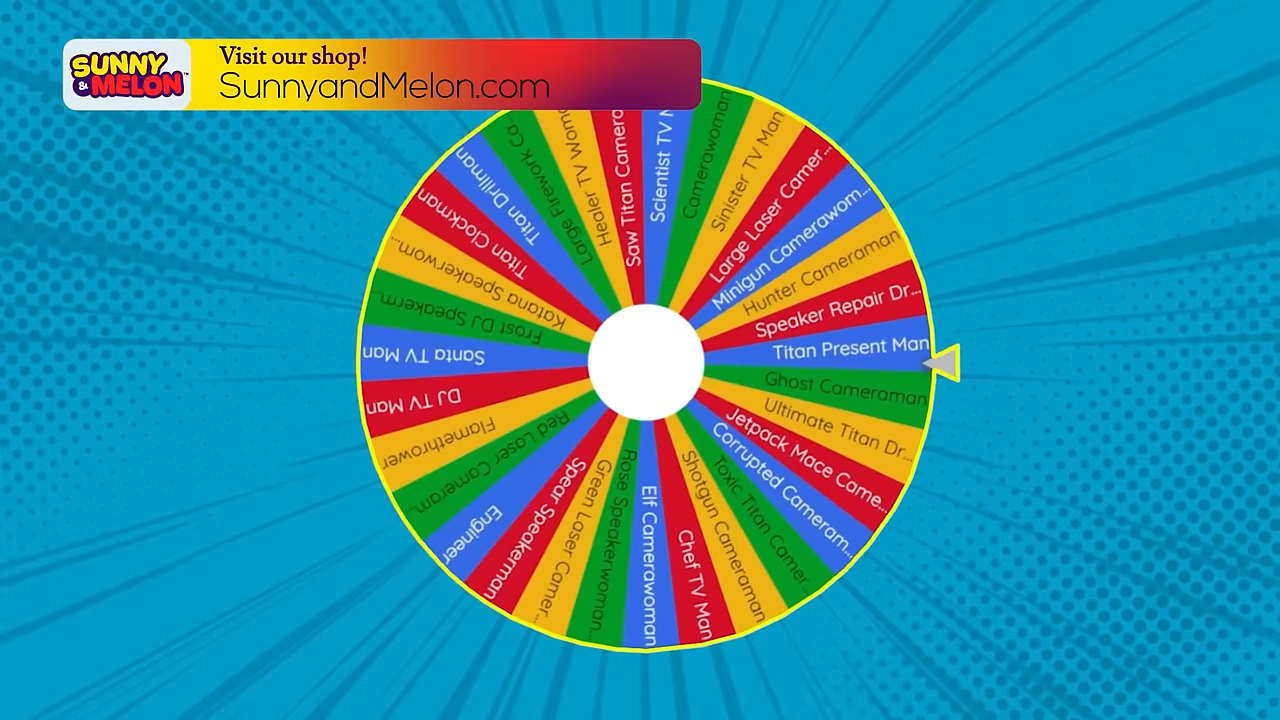 SUNNY
& MELON™
Visit our shop!
SunnyandMelon.com
Scientist TV
Camerawoman
Sinister TV Man
Large Laser Camer...
Minigun Camerawom...
Hunter Cameraman
Speaker Repair Dr...
Titan Present Man
Ghost Cameraman
Ultimate Titan Dr...
Jetpack Mace Came...
Corrupted Cameram...
Toxic Titan Camer...
Shotgun Cameraman
Chef TV Man
Elf Camerawoman
Rose Speakerwoman...
Green Laser Camer...
Spear Speakerman
Engineer
Red Laser Cameram...
Flamethrower
DJ TV Man
Santa TV Man
Frost DJ Speakerm...
Katana Speakerwom...
Titan Clockman
Titan Drillman
Large Firework Ca...
Healer TV Wom
Saw Titan Camera